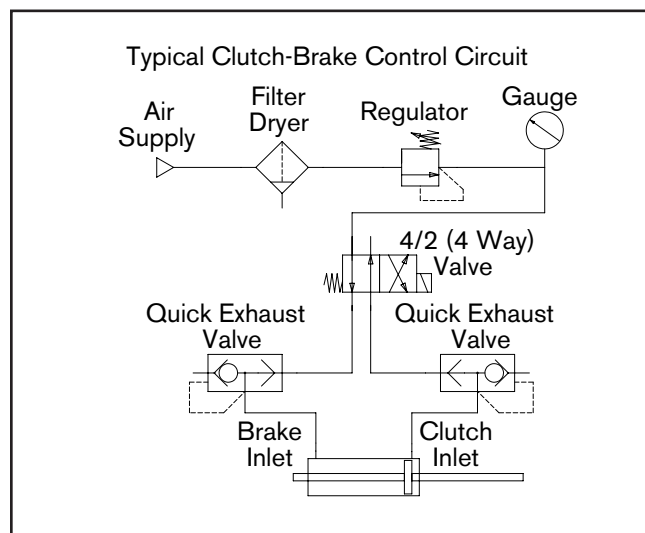 Typical Clutch-Brake Control Circuit
Air
Supply
Filter
Dryer
Regulator
Gauge
4/2 (4 Way)
Valve
Quick Exhaust
Valve
Quick Exhaust
Valve
Brake
Inlet
Clutch
Inlet